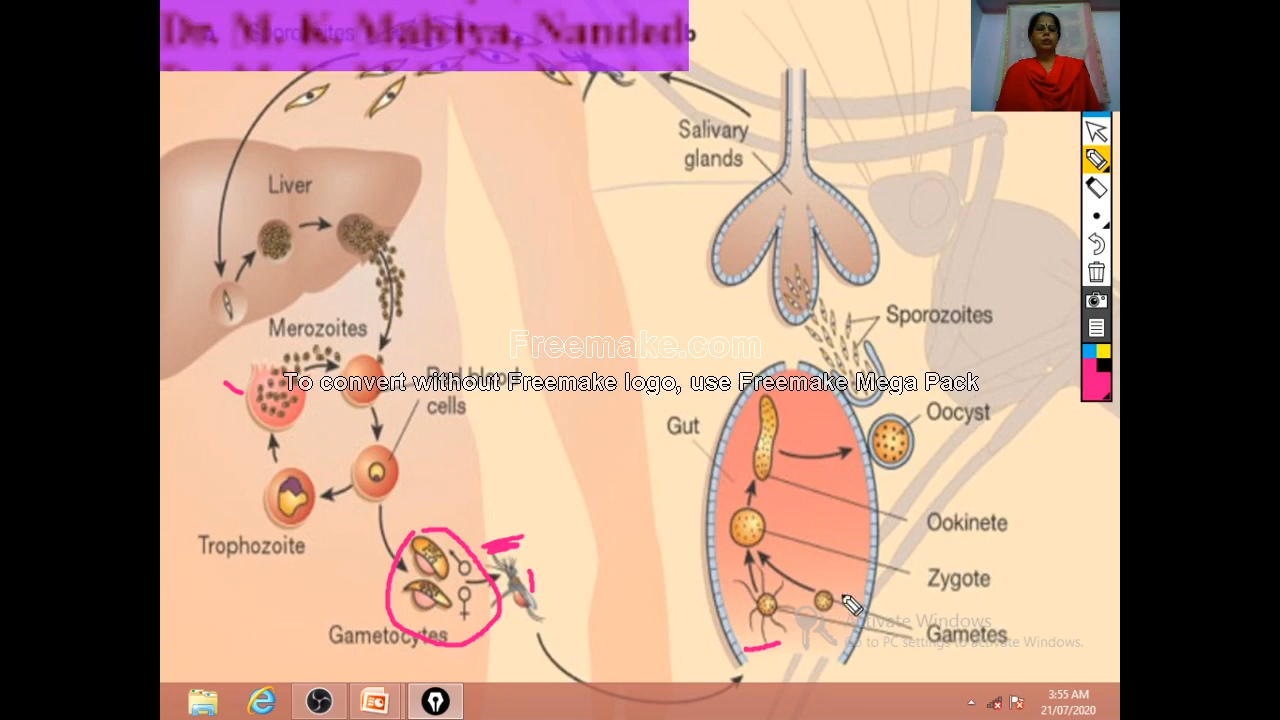 Dr. M. K. Malviya, Nanded
Sporozoites
b
Salivary
glands
Liver
Sporozoites
Merozoites
Freemake.com
To convert without Freemake logo, use Freemake Mega Pack
cells
Oocyst
Gut
Ookinete
Trophozoite
Zygote
Activate Windows
Gametes
Go to PC settings to activate Windows.
Gametocytes
3:55 AM
21/07/2020